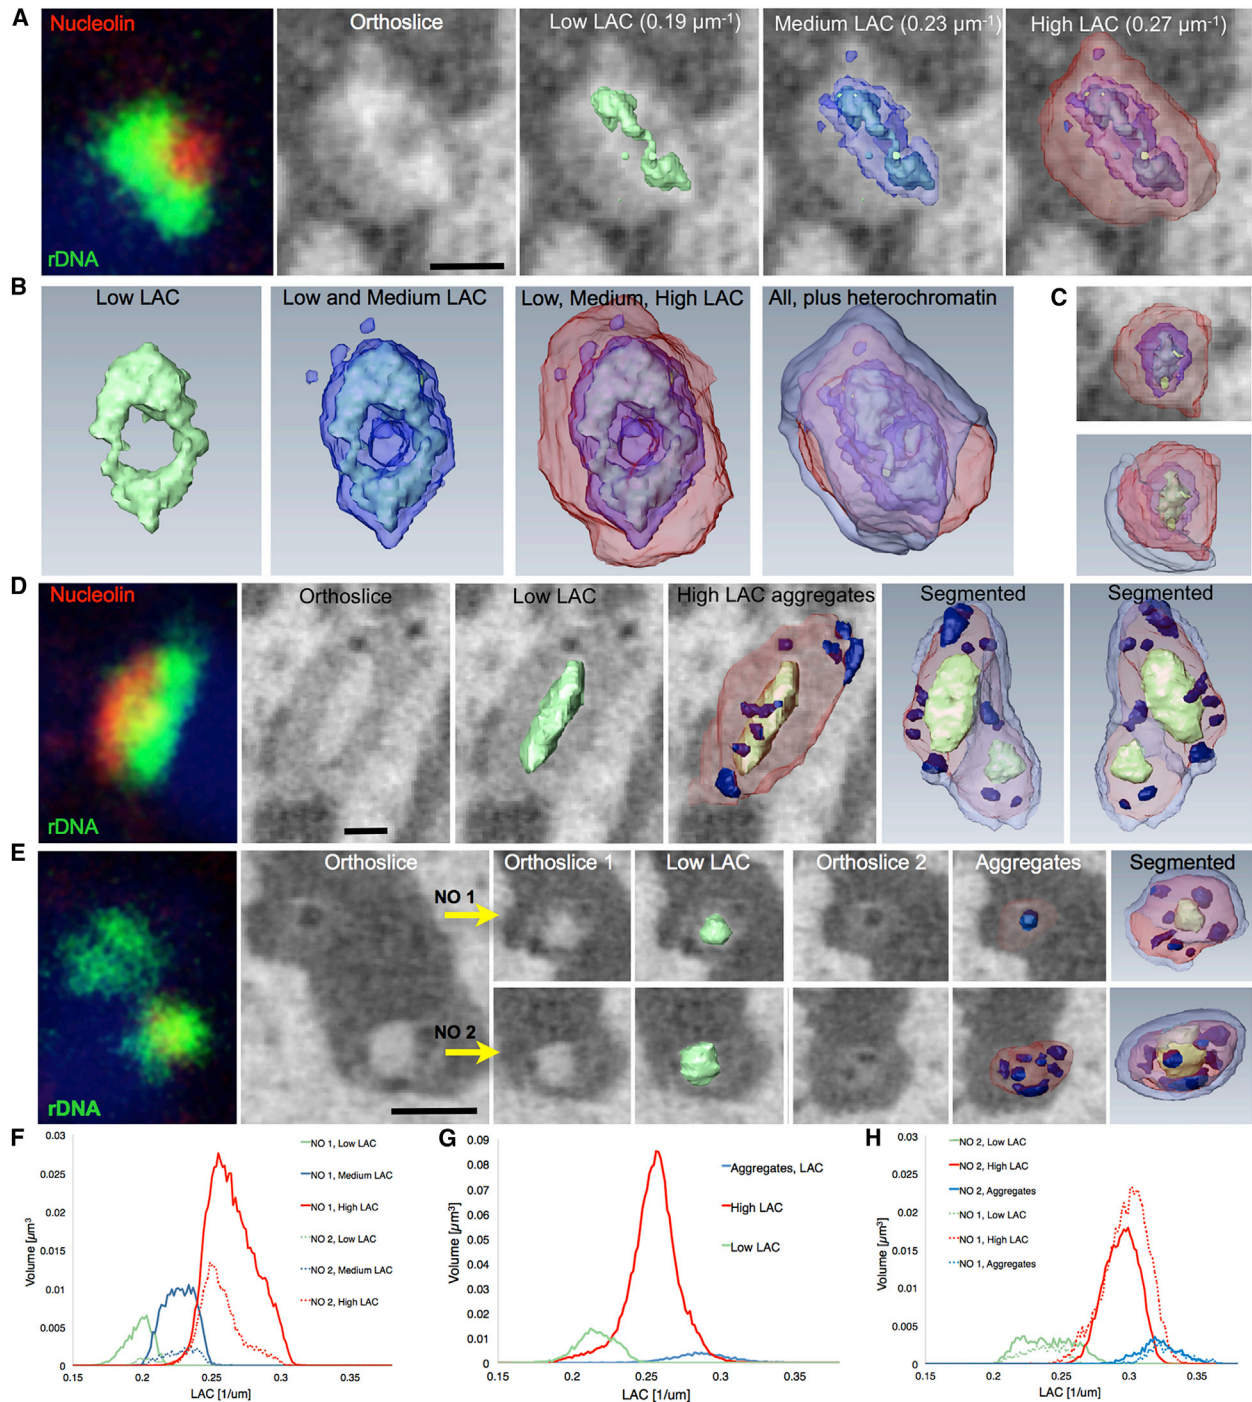 A
Nucleolin
rDNA
Orthoslice
Low LAC (0.19 µm⁻¹)
Medium LAC (0.23 µm⁻¹)
High LAC (0.27 µm⁻¹)
B
Low LAC
Low and Medium LAC
Low, Medium, High LAC
All, plus heterochromatin
C
D
Nucleolin
rDNA
Orthoslice
Low LAC
High LAC aggregates
Segmented
Segmented
E
rDNA
Orthoslice
NO 1
NO 2
Orthoslice 1
Low LAC
Orthoslice 2
Aggregates
Segmented
F
Volume [µm³]
0.03
0.025
0.02
0.015
0.01
0.005
0
0.15
0.2
0.25
0.3
0.35
LAC [1/um]
NO 1, Low LAC
NO 1, Medium LAC
NO 1, High LAC
NO 2, Low LAC
NO 2, Medium LAC
NO 2, High LAC
G
Volume [µm³]
0.09
0.08
0.07
0.06
0.05
0.04
0.03
0.02
0.01
0
0.15
0.2
0.25
0.3
0.35
LAC [1/um]
Aggregates, LAC
High LAC
Low LAC
H
Volume [µm³]
0.03
0.025
0.02
0.015
0.01
0.005
0
0.15
0.2
0.25
0.3
0.35
LAC [1/um]
NO 2, Low LAC
NO 2, High LAC
NO 2, Aggregates
NO 1, Low LAC
NO 1, High LAC
NO 1, Aggregates